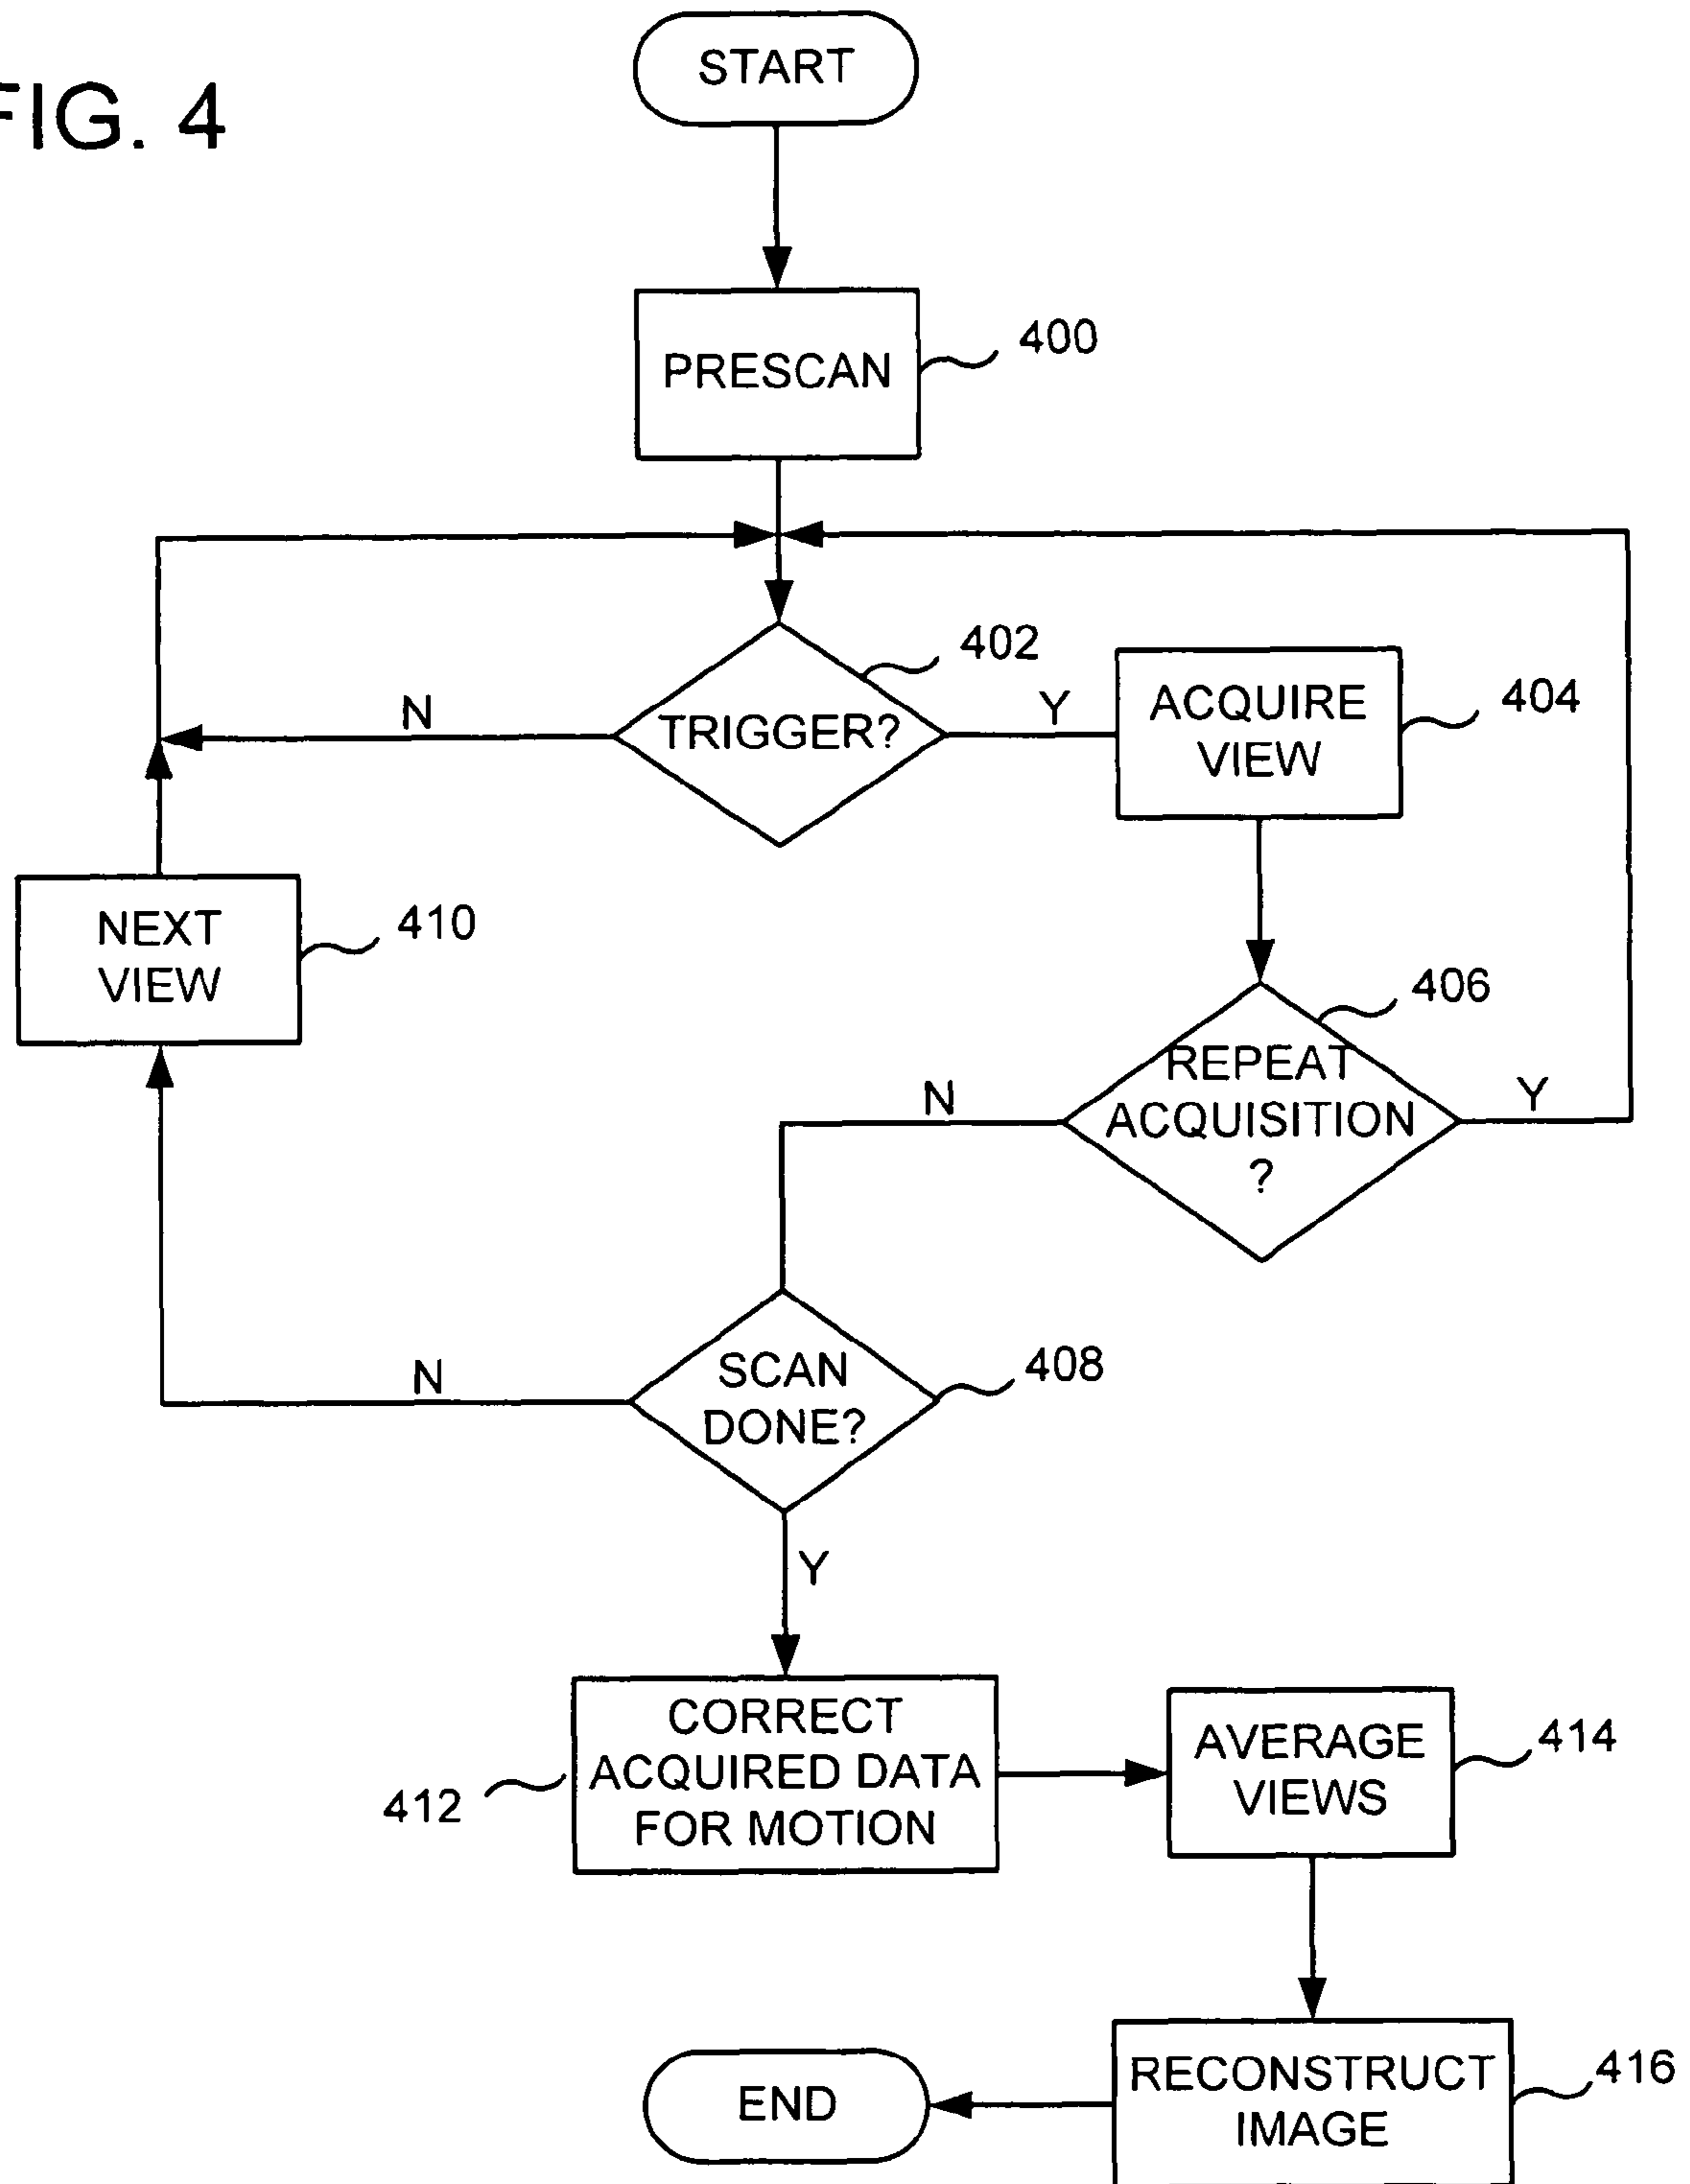 START
FIG. 4
PRESCAN
400
402
TRIGGER?
N
Y
ACQUIRE
VIEW
404
NEXT
VIEW
410
406
REPEAT
ACQUISITION
?
N
Y
SCAN
DONE?
408
N
Y
CORRECT
ACQUIRED DATA
FOR MOTION
412
AVERAGE
VIEWS
414
RECONSTRUCT
IMAGE
416
END